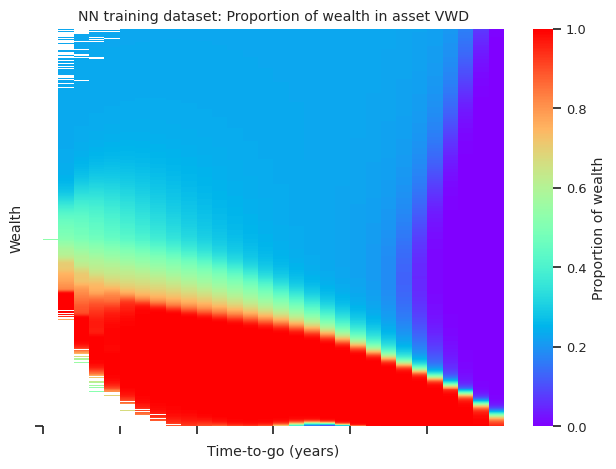 NN training dataset: Proportion of wealth in asset VWD
Wealth
Time-to-go (years)
1.0
0.8
0.6
0.4
0.2
0.0
Proportion of wealth